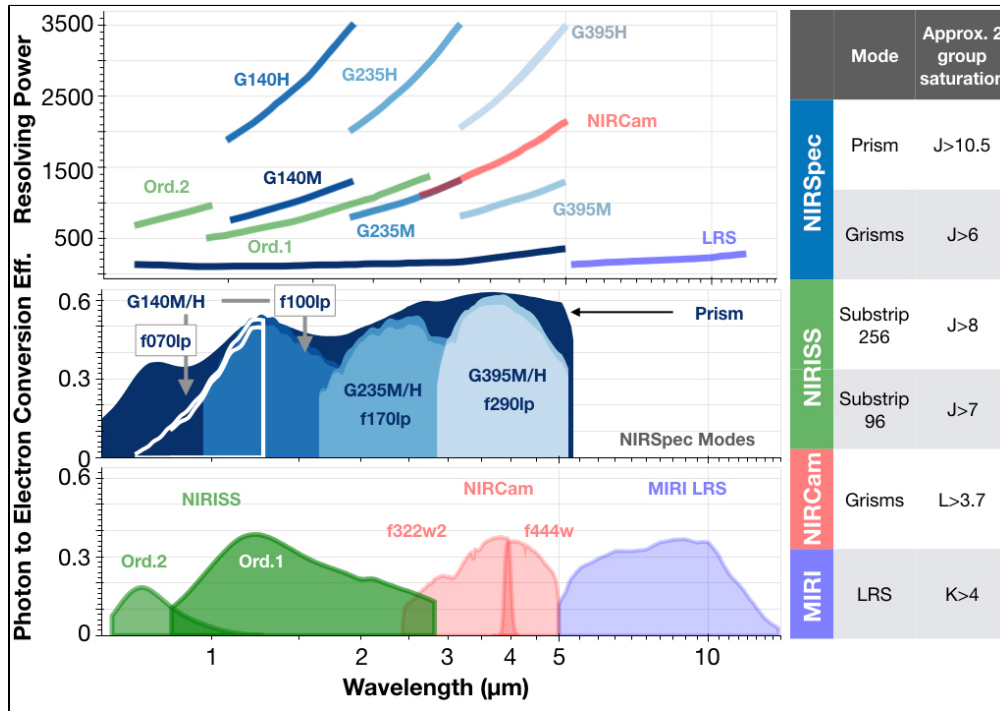 Resolving Power
3500
2500
1500
500
G140H
G235H
G395H
NIRCam
Ord.2
G140M
Ord.1
G235M
G395M
LRS
Photon to Electron Conversion Eff.
0.6
0.3
0
G140M/H
f100lp
f070lp
Prism
G235M/H
f170lp
G395M/H
f290lp
NIRSpec Modes
0.6
0.3
0
NIRISS
NIRCam
MIRI LRS
f322w2
f444w
Ord.2
Ord.1
1
2
3
4
5
10
Wavelength (μm)
Mode
Approx. 2
group
saturation
NIRSpec
Prism
J>10.5
Grisms
J>6
NIRISS
Substrip
256
J>8
Substrip
96
J>7
NIRCam
Grisms
L>3.7
MIRI
LRS
K>4